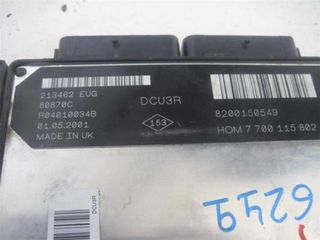 213462 EUG
80870C
R04010034B
01.05.2001
MADE IN UK
DCU3R
153
8200150549
HOM 7 700 115 802
6249
DCU3R